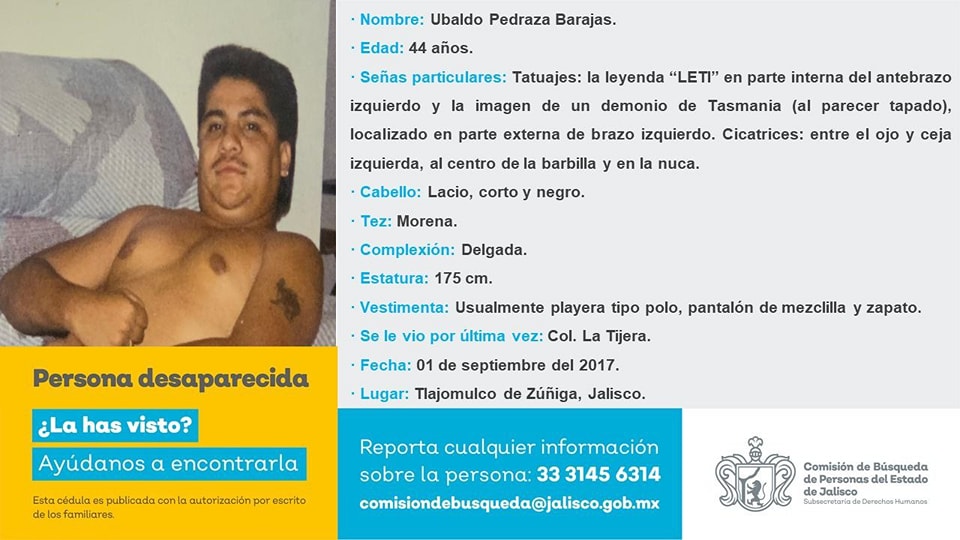 · Nombre: Ubaldo Pedraza Barajas.
· Edad: 44 años.
· Señas particulares: Tatuajes: la leyenda “LETI” en parte interna del antebrazo
izquierdo y la imagen de un demonio de Tasmania (al parecer tapado),
localizado en parte externa de brazo izquierdo. Cicatrices: entre el ojo y ceja
izquierda, al centro de la barbilla y en la nuca.
· Cabello: Lacio, corto y negro.
· Tez: Morena.
· Complexión: Delgada.
· Estatura: 175 cm.
· Vestimenta: Usualmente playera tipo polo, pantalón de mezclilla y zapato.
· Se le vio por última vez: Col. La Tijera.
· Fecha: 01 de septiembre del 2017.
· Lugar: Tlajomulco de Zúñiga, Jalisco.
Persona desaparecida
¿La has visto?
Ayúdanos a encontrarla
Esta cédula es publicada con la autorización por escrito
de los familiares.
Reporta cualquier información
sobre la persona: 33 3145 6314
comisiondebusqueda@jalisco.gob.mx
Comisión de Búsqueda
de Personas del Estado
de Jalisco
Subsecretaría de Derechos Humanos